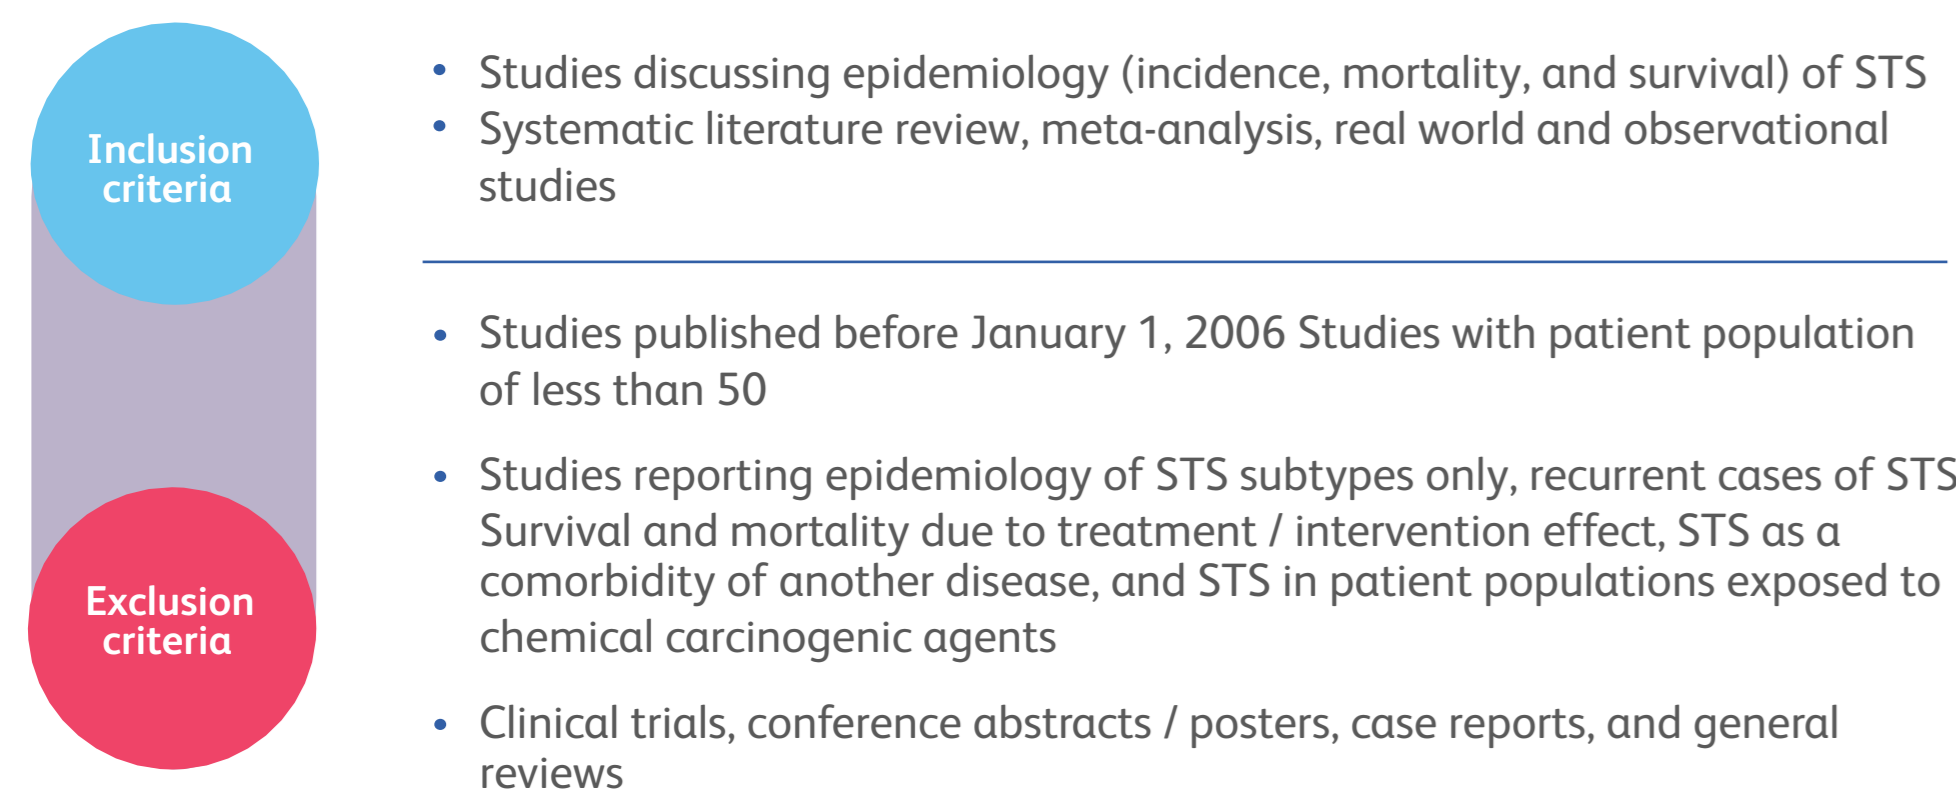 Inclusion
criteria
• Studies discussing epidemiology (incidence, mortality, and survival) of STS
• Systematic literature review, meta-analysis, real world and observational
studies
Exclusion
criteria
• Studies published before January 1, 2006 Studies with patient population
of less than 50
• Studies reporting epidemiology of STS subtypes only, recurrent cases of STS
Survival and mortality due to treatment / intervention effect, STS as a
comorbidity of another disease, and STS in patient populations exposed to
chemical carcinogenic agents
• Clinical trials, conference abstracts / posters, case reports, and general
reviews